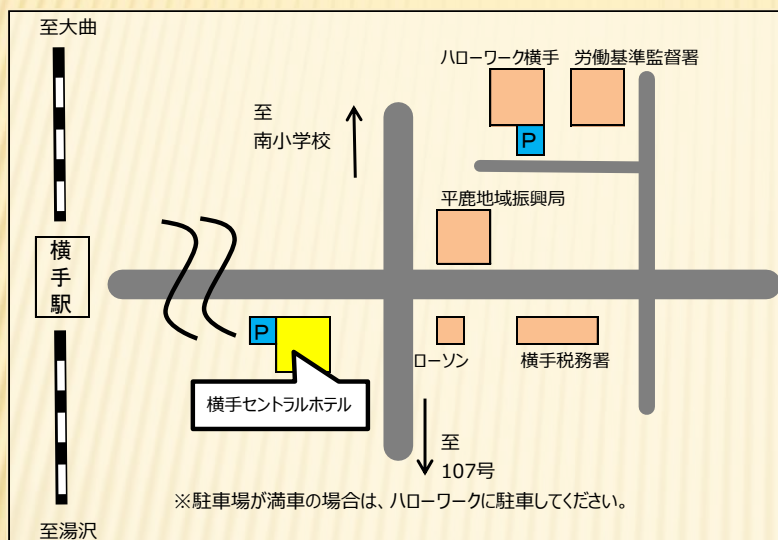 至大曲
ハローワーク横手
労働基準監督署
至
南小学校
P
平鹿地域振興局
横手駅
P
ローソン
横手税務署
横手セントラルホテル
至
107号
※駐車場が満車の場合は、ハローワークに駐車してください。
至湯沢